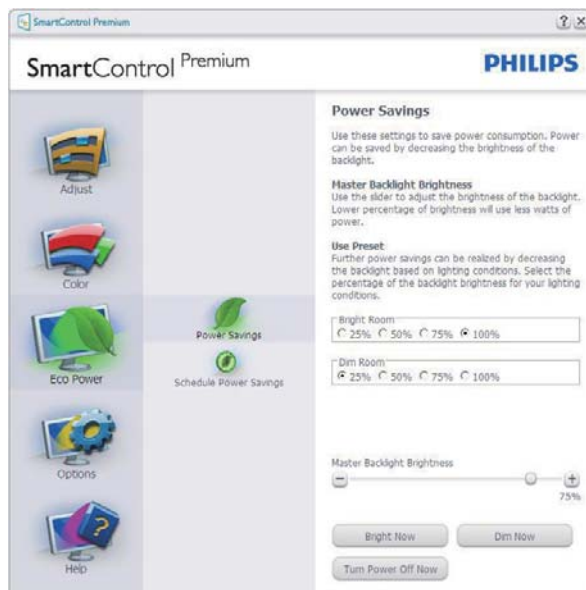 SmartControl Premium
SmartControl Premium
PHILIPS
Adjust
Color
Eco Power
Options
Help
Power Savings
Schedule Power Savings
Power Savings
Use these settings to save power consumption. Power
can be saved by decreasing the brightness of the
backlight.
Master Backlight Brightness
Use the slider to adjust the brightness of the backlight.
Lower percentage of brightness will use less watts of
power.
Use Preset
Further power savings can be realized by decreasing
the backlight based on lighting conditions. Select the
percentage of the backlight brightness for your lighting
conditions.
Bright Room
25% 50% 75% 100%
Dim Room
25% 50% 75% 100%
Master Backlight Brightness
75%
Bright Now
Dim Now
Turn Power Off Now